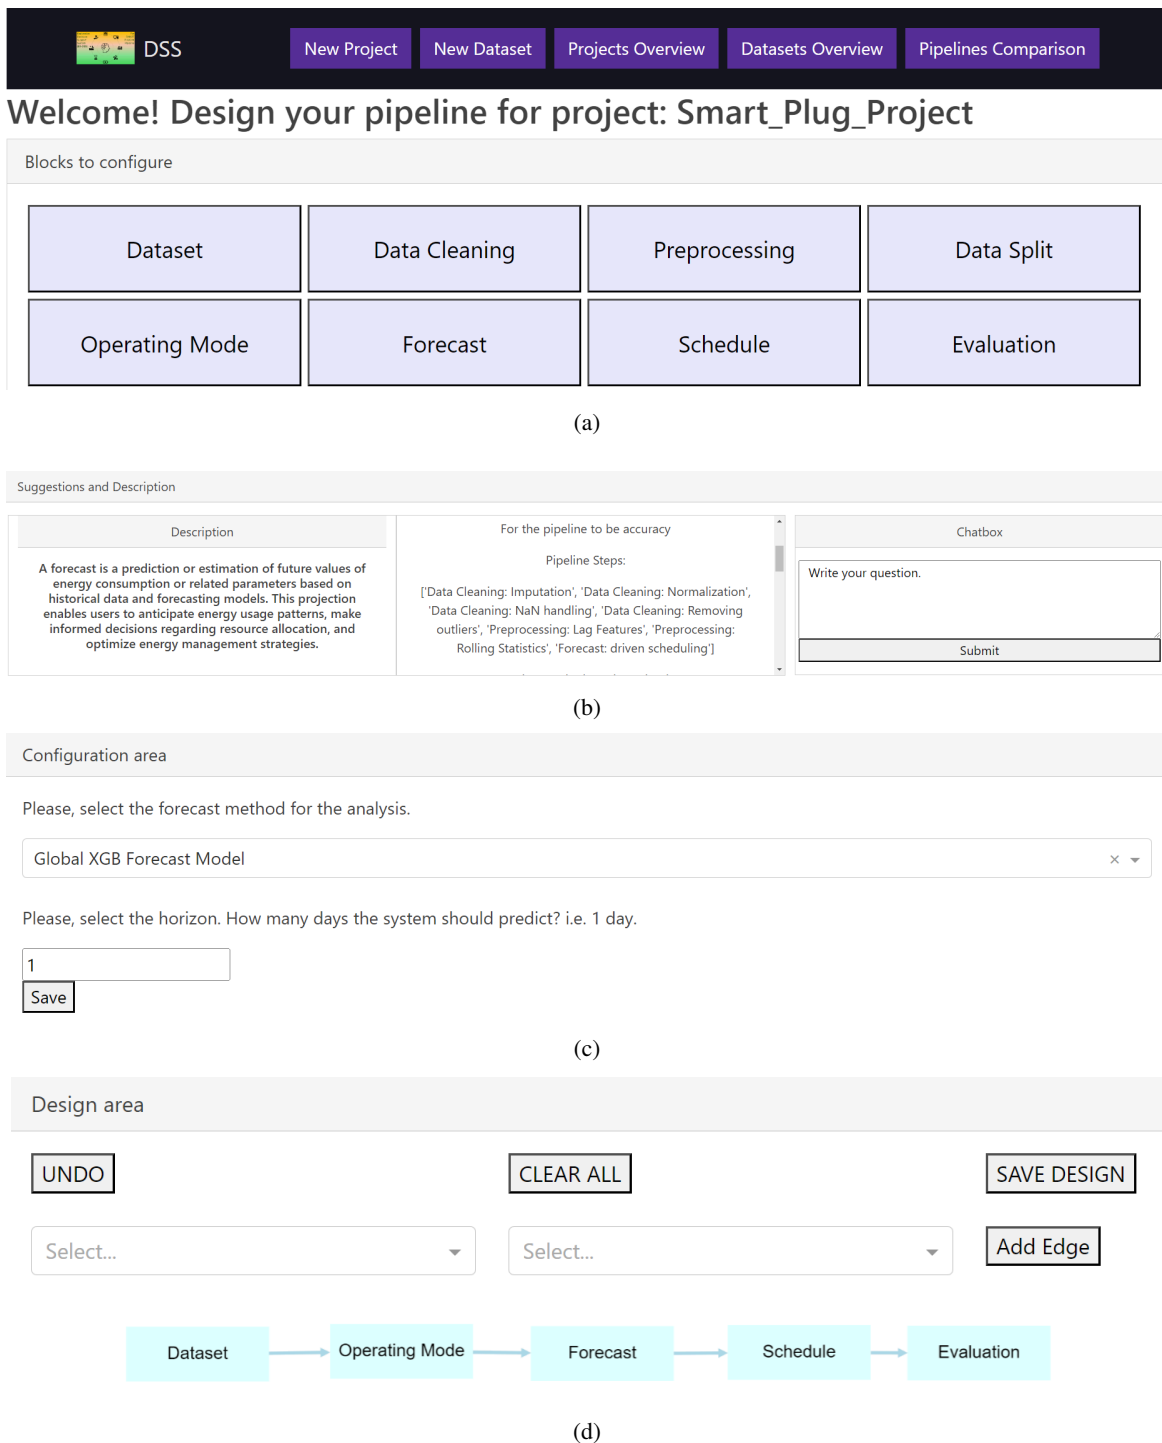 DSS
New Project
New Dataset
Projects Overview
Datasets Overview
Pipelines Comparison
Welcome! Design your pipeline for project: Smart_Plug_Project
Blocks to configure
Dataset
Data Cleaning
Preprocessing
Data Split
Operating Mode
Forecast
Schedule
Evaluation
(a)
Suggestions and Description
Description
A forecast is a prediction or estimation of future values of
energy consumption or related parameters based on
historical data and forecasting models. This projection
enables users to anticipate energy usage patterns, make
informed decisions regarding resource allocation, and
optimize energy management strategies.
For the pipeline to be accuracy
Pipeline Steps:
['Data Cleaning: Imputation', 'Data Cleaning: Normalization',
'Data Cleaning: NaN handling', 'Data Cleaning: Removing
outliers', 'Preprocessing: Lag Features', 'Preprocessing:
Rolling Statistics', 'Forecast: driven scheduling']
Chatbox
Write your question.
Submit
(b)
Configuration area
Please, select the forecast method for the analysis.
Global XGB Forecast Model
Please, select the horizon. How many days the system should predict? i.e. 1 day.
1
Save
(c)
Design area
UNDO
CLEAR ALL
SAVE DESIGN
Select...
Select...
Add Edge
Dataset
Operating Mode
Forecast
Schedule
Evaluation
(d)